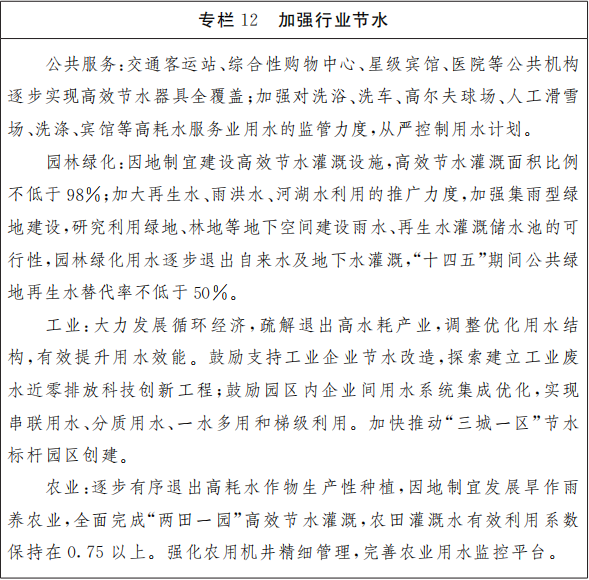 专栏 12 加强行业节水
公共服务:交通客运站、综合性购物中心、星级宾馆、医院等公共机构
逐步实现高效节水器具全覆盖;加强对洗浴、洗车、高尔夫球场、人工滑雪
场、洗涤、宾馆等高耗水服务业用水的监管力度,从严控制用水计划。
园林绿化:因地制宜建设高效节水灌溉设施,高效节水灌溉面积比例
不低于 98%;加大再生水、雨洪水、河湖水利用的推广力度,加强集雨型绿
地建设,研究利用绿地、林地等地下空间建设雨水、再生水灌溉储水池的可
行性,园林绿化用水逐步退出自来水及地下水灌溉,“十四五”期间公共绿
地再生水替代率不低于 50%。
工业:大力发展循环经济,疏解退出高水耗产业,调整优化用水结
构,有效提升用水效能。鼓励支持工业企业节水改造,探索建立工业废
水近零排放科技创新工程;鼓励园区内企业间用水系统集成优化,实现
串联用水、分质用水、一水多用和梯级利用。加快推动“三城一区”节水
标杆园区创建。
农业:逐步有序退出高耗水作物生产性种植,因地制宜发展旱作雨
养农业,全面完成“两田一园”高效节水灌溉,农田灌溉水有效利用系数
保持在 0.75 以上。强化农用机井精细管理,完善农业用水监控平台。